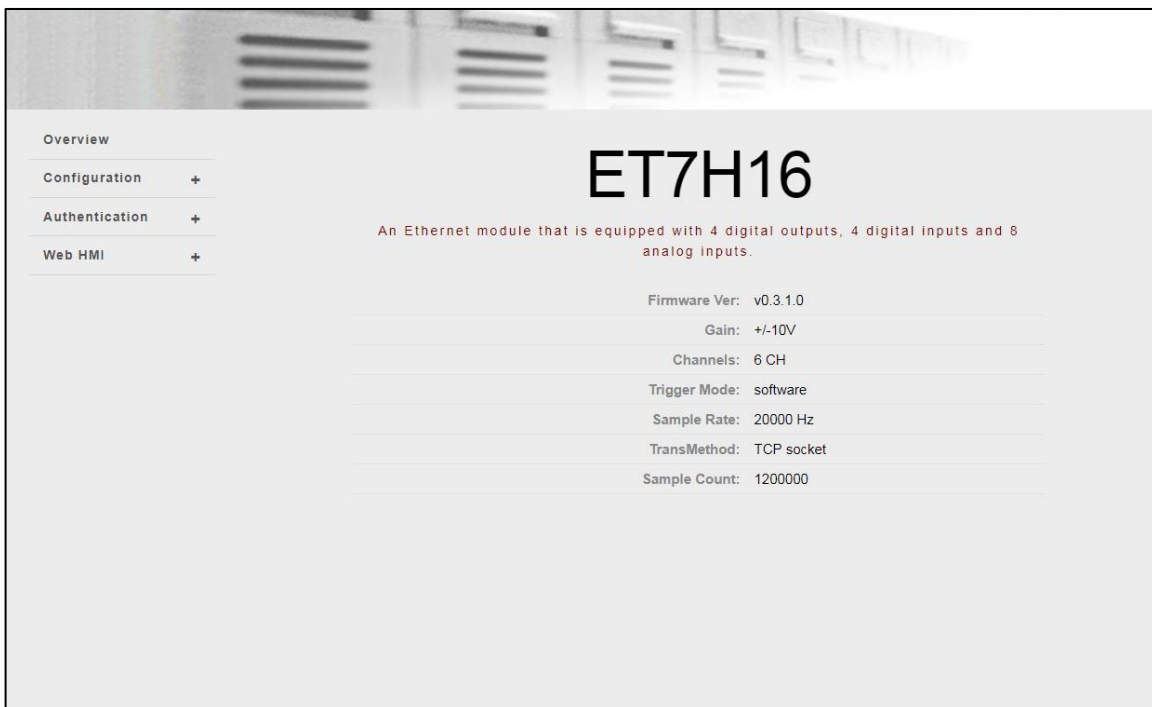 Overview
Configuration +
Authentication +
Web HMI +
ET7H16
An Ethernet module that is equipped with 4 digital outputs, 4 digital inputs and 8
analog inputs.
Firmware Ver: v0.3.1.0
Gain: +/-10V
Channels: 6 CH
Trigger Mode: software
Sample Rate: 20000 Hz
TransMethod: TCP socket
Sample Count: 1200000